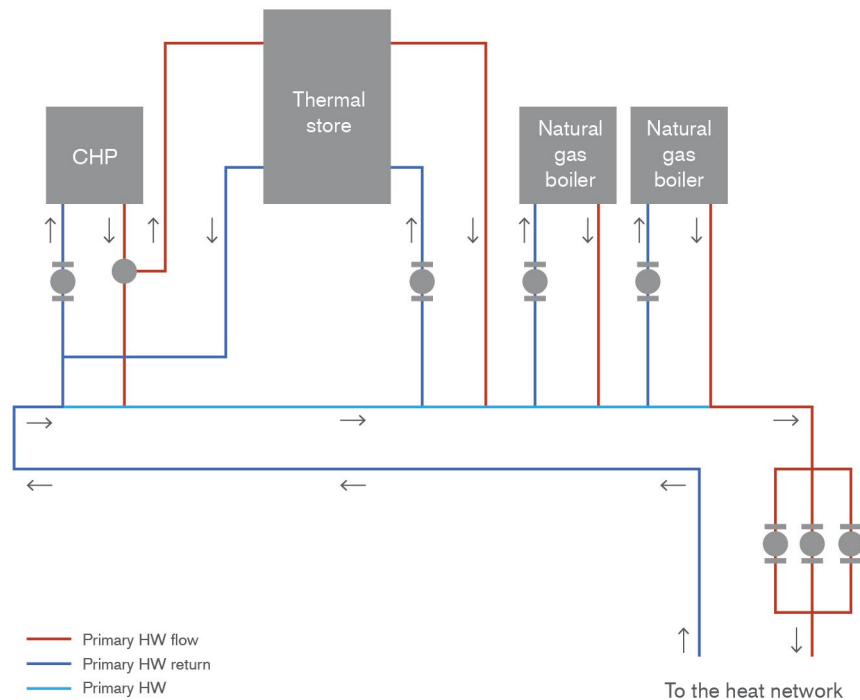 Thermal
store
CHP
Natural
gas
boiler
Natural
gas
boiler
Primary HW flow
Primary HW return
Primary HW
To the heat network